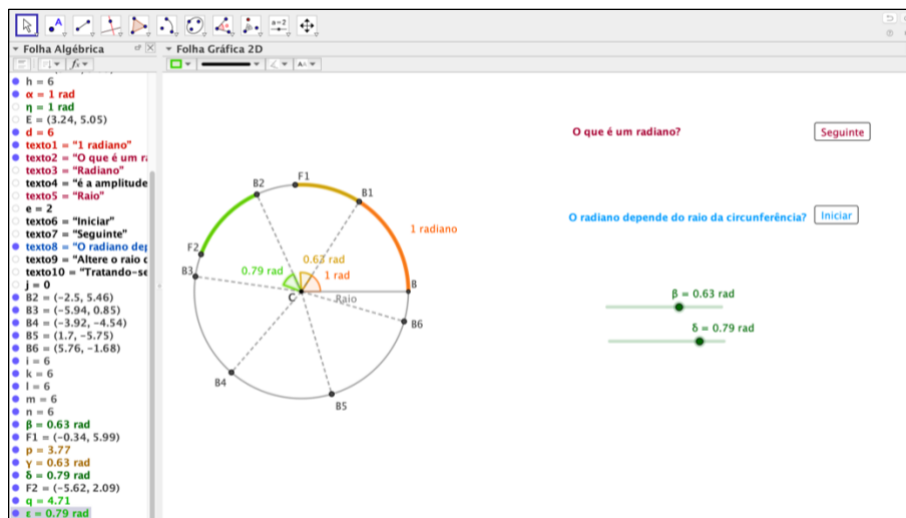 a=2
Folha Algébrica
Folha Gráfica 2D
h = 6
α = 1 rad
η = 1 rad
E = (3.24, 5.05)
d = 6
texto1 = "1 radiano"
texto2 = "O que é um ra
texto3 = "Radiano"
texto4 = "é a amplitude
texto5 = "Raio"
e = 2
texto6 = "Iniciar"
texto7 = "Seguinte"
texto8 = "O radiano dep
texto9 = "Altere o raio c
texto10 = "Tratando-se
j = 0
B2 = (-2.5, 5.46)
B3 = (-5.94, 0.85)
B4 = (-3.92, -4.54)
B5 = (1.7, -5.75)
B6 = (5.76, -1.68)
i = 6
k = 6
l = 6
m = 6
n = 6
β = 0.63 rad
F1 = (-0.34, 5.99)
p = 3.77
γ = 0.63 rad
δ = 0.79 rad
F2 = (-5.62, 2.09)
q = 4.71
ε = 0.79 rad
F1
B2
B1
F2
B3
0.63 rad
0.79 rad
1 rad
1 radiano
C
Raio
B
B6
B4
B5
O que é um radiano?
Seguinte
O radiano depende do raio da circunferência?
Iniciar
β = 0.63 rad
δ = 0.79 rad